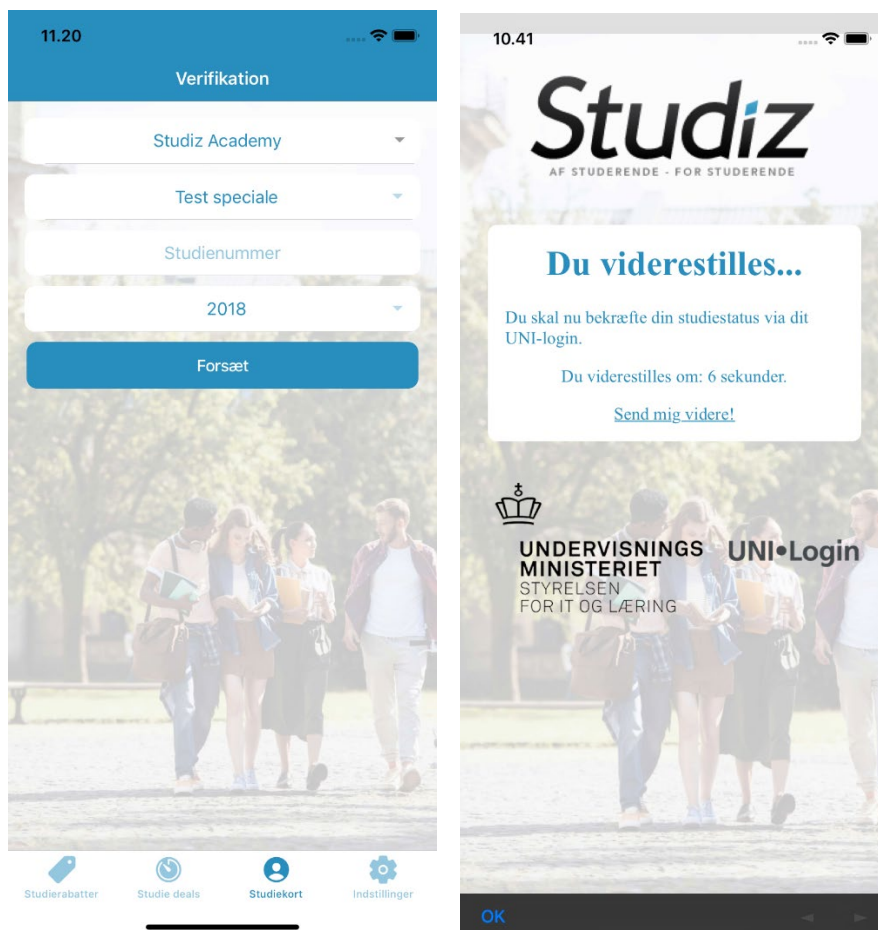 11.20
Verifikation
Studiz Academy
Test speciale
Studienummer
2018
Forsæt
Studierabatter
Studie deals
Studiekort
Indstillinger
10.41
Studiz
AF STUDERENDE - FOR STUDERENDE
Du viderestilles...
Du skal nu bekræfte din studiestatus via dit
UNI-login.
Du viderestilles om: 6 sekunder.
Send mig videre!
UNDERVISNINGS
MINISTERIET
STYRELSEN
FOR IT OG LÆRING
UNI•Login
OK